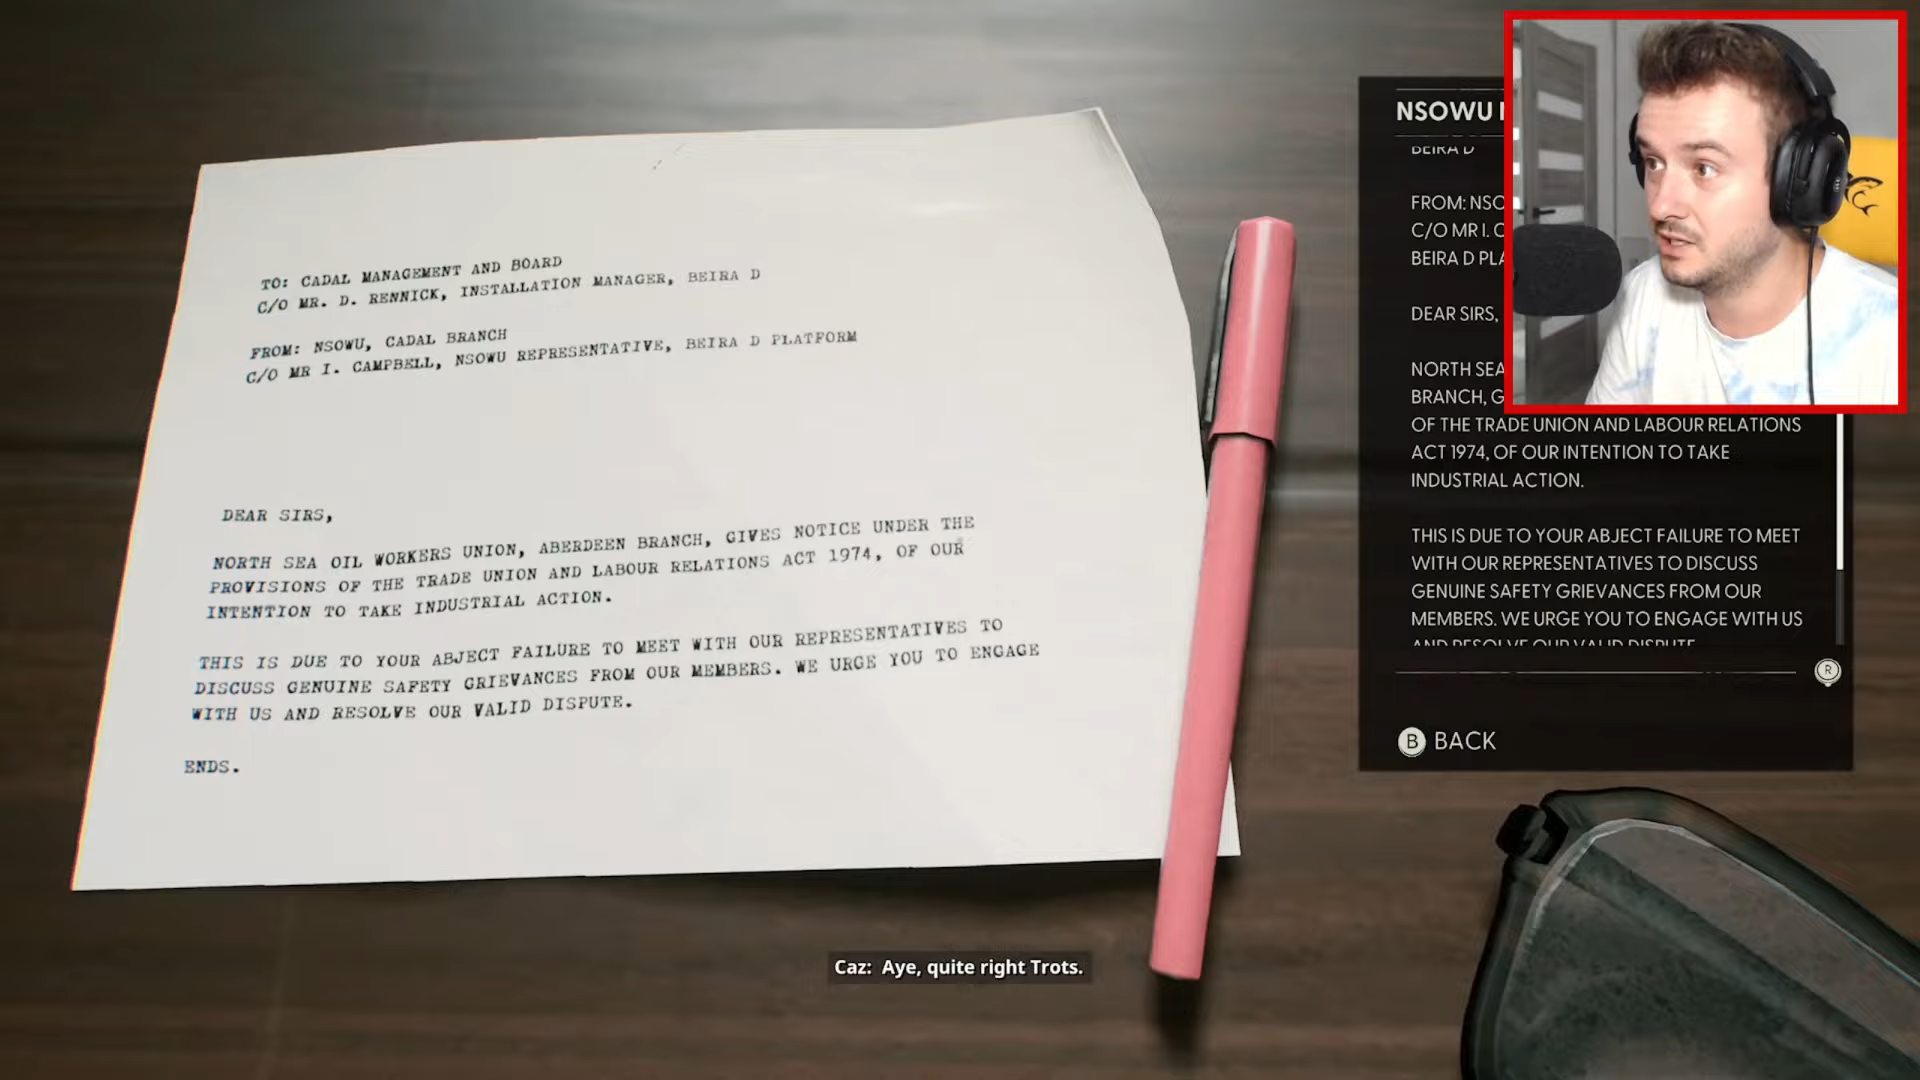 TO: CADAL MANAGEMENT AND BOARD
C/O MR. D. RENNICK, INSTALLATION MANAGER, BEIRA D
FROM: NSOWU, CADAL BRANCH
C/O MR I. CAMPBELL, NSOWU REPRESENTATIVE, BEIRA D PLATFORM
DEAR SIRS,
NORTH SEA OIL WORKERS UNION, ABERDEEN BRANCH, GIVES NOTICE UNDER THE
PROVISIONS OF THE TRADE UNION AND LABOUR RELATIONS ACT 1974, OF OUR
INTENTION TO TAKE INDUSTRIAL ACTION.
THIS IS DUE TO YOUR ABJECT FAILURE TO MEET WITH OUR REPRESENTATIVES TO
DISCUSS GENUINE SAFETY GRIEVANCES FROM OUR MEMBERS. WE URGE YOU TO ENGAGE
WITH US AND RESOLVE OUR VALID DISPUTE.
ENDS.
NSOWU
BEIRA D
FROM:
C/O MR I.
BEIRA D
DEAR SIRS,
NORTH SEA
BRANCH,
OF THE TRADE UNION AND LABOUR RELATIONS
ACT 1974, OF OUR INTENTION TO TAKE
INDUSTRIAL ACTION.
THIS IS DUE TO YOUR ABJECT FAILURE TO MEET
WITH OUR REPRESENTATIVES TO DISCUSS
GENUINE SAFETY GRIEVANCES FROM OUR
MEMBERS. WE URGE YOU TO ENGAGE WITH US
AND RESOLVE OUR VALID DISPUTE.
R
B BACK
Caz: Aye, quite right Trots.